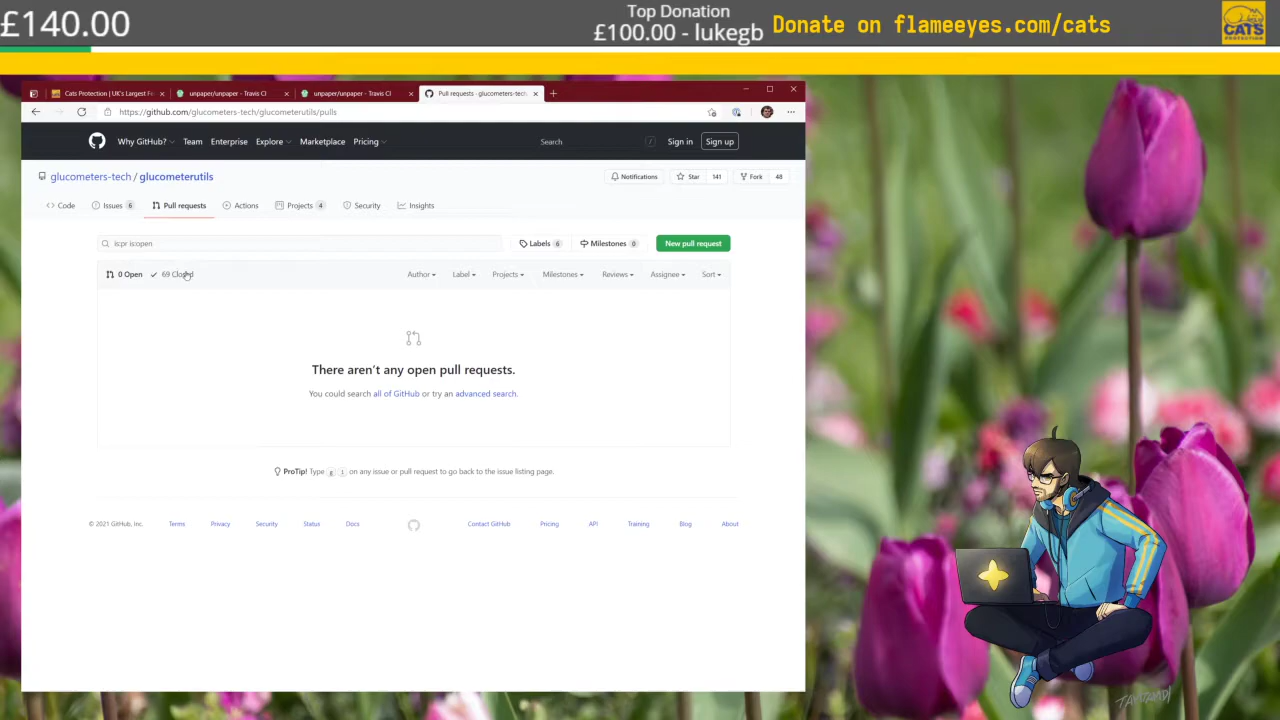 £140.00
Top Donation
£100.00 - lukegb
Donate on flameeyes.com/cats
CATS
PROTECTION
Cats Protection | UK's Largest Fe
unpaper/unpaper - Travis CI
unpaper/unpaper - Travis CI
Pull requests · glucometers-tech
https://github.com/glucometers-tech/glucometerutils/pulls
Why GitHub? Team Enterprise Explore Marketplace Pricing Search / Sign in Sign up
glucometers-tech / glucometerutils Notifications Star 141 Fork 48
<> Code Issues 6 Pull requests Actions Projects 4 Security Insights
is:pr is:open Labels 6 Milestones 0 New pull request
0 Open 69 Closed Author Label Projects Milestones Reviews Assignee Sort
There aren't any open pull requests.
You could search all of GitHub or try an advanced search.
ProTip! Type g i on any issue or pull request to go back to the issue listing page.
© 2021 GitHub, Inc. Terms Privacy Security Status Docs Contact GitHub Pricing API Training Blog About